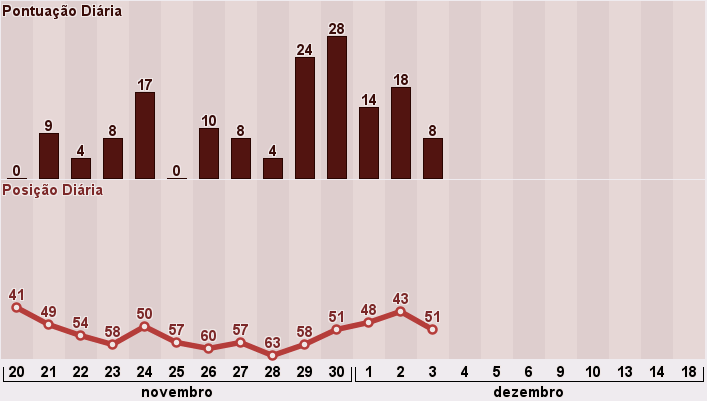 Pontuação Diária
0 9 4 8 17 0 10 8 4 24 28 14 18 8
Posição Diária
41 49 54 58 50 57 60 57 63 58 51 48 43 51
20 21 22 23 24 25 26 27 28 29 30 1 2 3 4 5 6 9 10 13 14 18
novembro dezembro